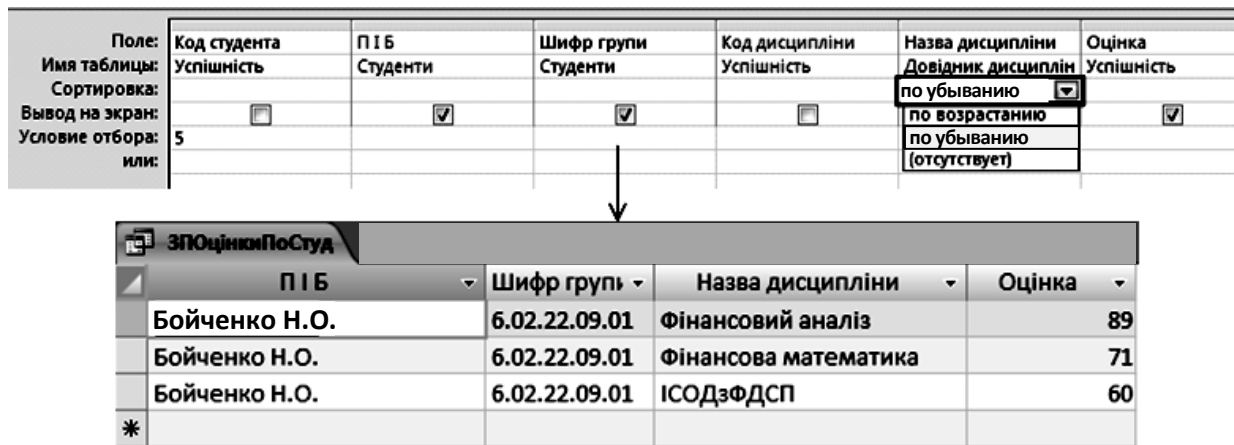 Поле: Код студента П І Б Шифр групи Код дисципліни Назва дисципліни Оцінка
Имя таблицы: Успішність Студенти Студенти Успішність Довідник дисциплін Успішність
Сортировка: по убыванию
Вывод на экран: по возрастанию
Условие отбора: 5 по убыванию
или: (отсутствует)
ЗПОцінкиПоСтуд
П І Б Шифр групи Назва дисципліни Оцінка
Бойченко Н.О. 6.02.22.09.01 Фінансовий аналіз 89
Бойченко Н.О. 6.02.22.09.01 Фінансова математика 71
Бойченко Н.О. 6.02.22.09.01 ІСОДзФДСП 60